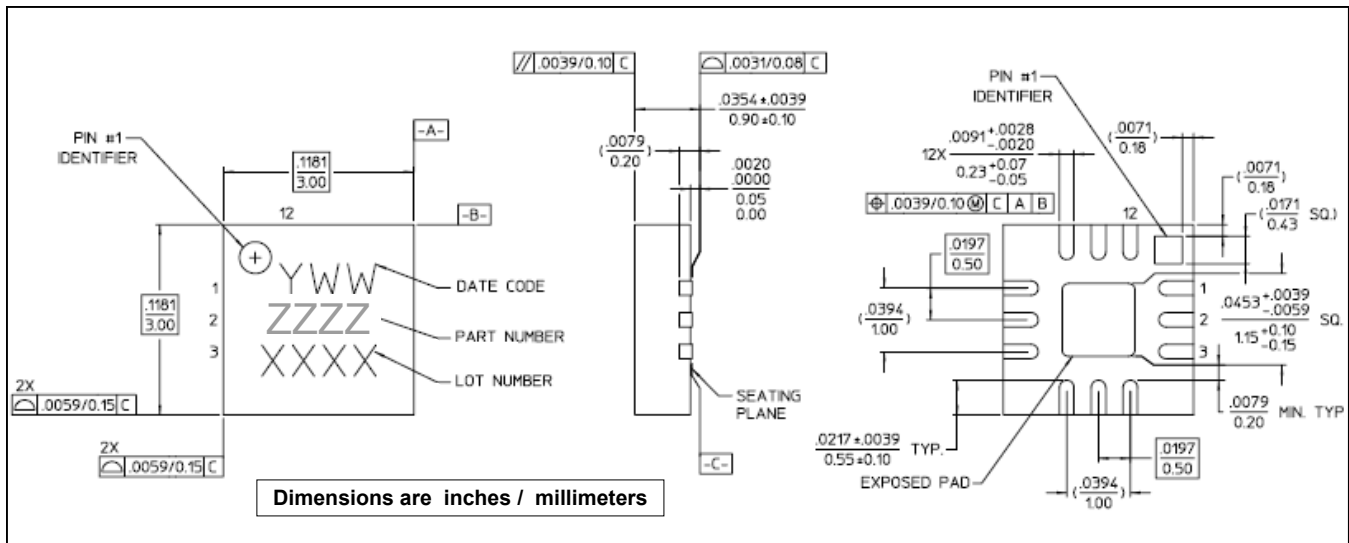 PIN #1
IDENTIFIER
.1181
3.00
-A-
12
-B-
YWW
DATE CODE
ZZZZ
PART NUMBER
XXXX
LOT NUMBER
1
2
3
.1181
3.00
2X
⌓ .0059/0.15 C
2X
⌓ .0059/0.15 C
// .0039/0.10 C
⌓ .0031/0.08 C
.0354±.0039
0.90±0.10
(.0079
0.20)
.0020
.0000
0.05
0.00
SEATING
PLANE
-C-
PIN #1
IDENTIFIER
12X .0091 +.0028
-.0020
0.23 +0.07
-0.05
⌖ .0039/0.10 Ⓜ C A B
12
(.0071
0.18)
(.0071
0.18)
(.0171
0.43 SQ.)
.0197
0.50
(.0394
1.00)
1
2
3
.0453 +.0039
-.0059
1.15 +0.10
-0.15
SQ.
.0079
0.20 MIN. TYP
.0217±.0039
0.55±0.10 TYP.
EXPOSED PAD
(.0394
1.00)
.0197
0.50
Dimensions are inches / millimeters